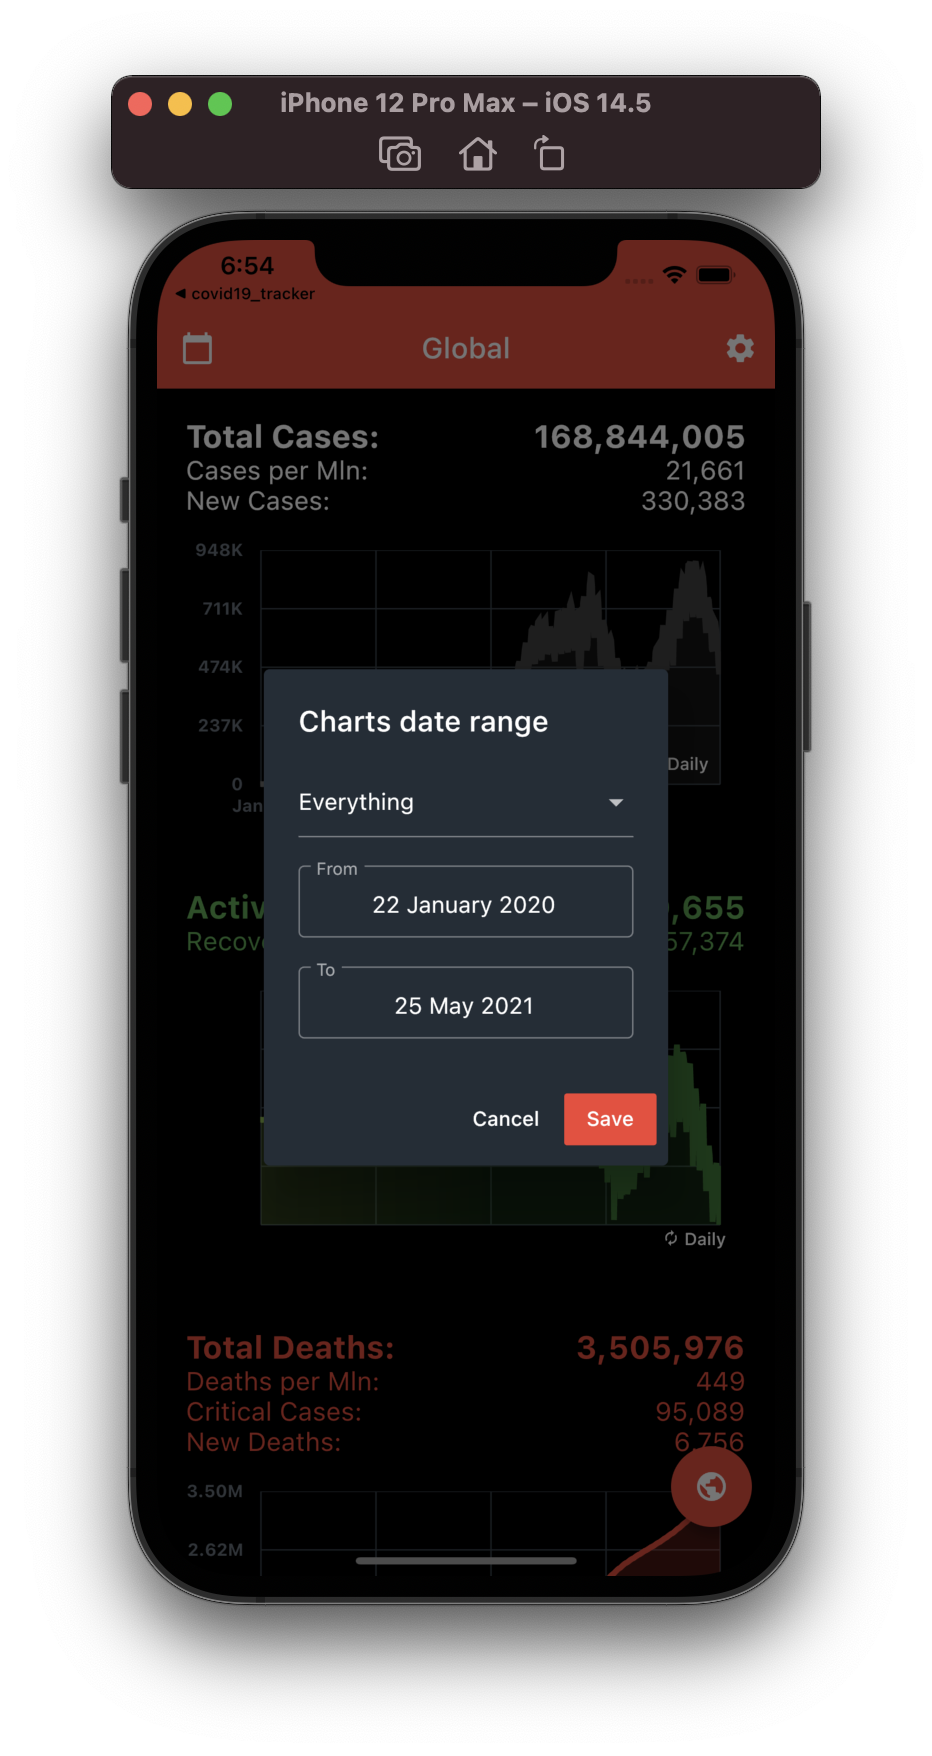 iPhone 12 Pro Max – iOS 14.5
6:54
◀ covid19_tracker
Global
Total Cases: 168,844,005
Cases per Mln: 21,661
New Cases: 330,383
948K
711K
474K
237K
0
Daily
Jan
Charts date range
Everything
From
22 January 2020
To
25 May 2021
Cancel Save
Activ ,655
Recov 57,374
Daily
Total Deaths: 3,505,976
Deaths per Mln: 449
Critical Cases: 95,089
New Deaths: 6,756
3.50M
2.62M